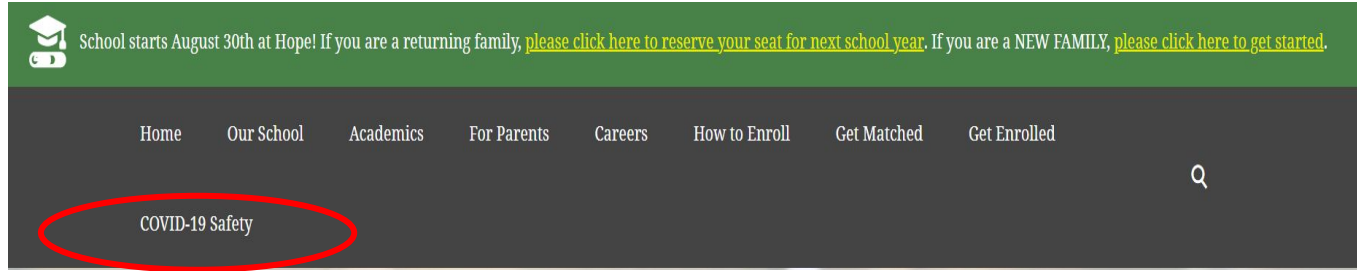 School starts August 30th at Hope! If you are a returning family, please click here to reserve your seat for next school year. If you are a NEW FAMILY, please click here to get started.
Home Our School Academics For Parents Careers How to Enroll Get Matched Get Enrolled
COVID-19 Safety